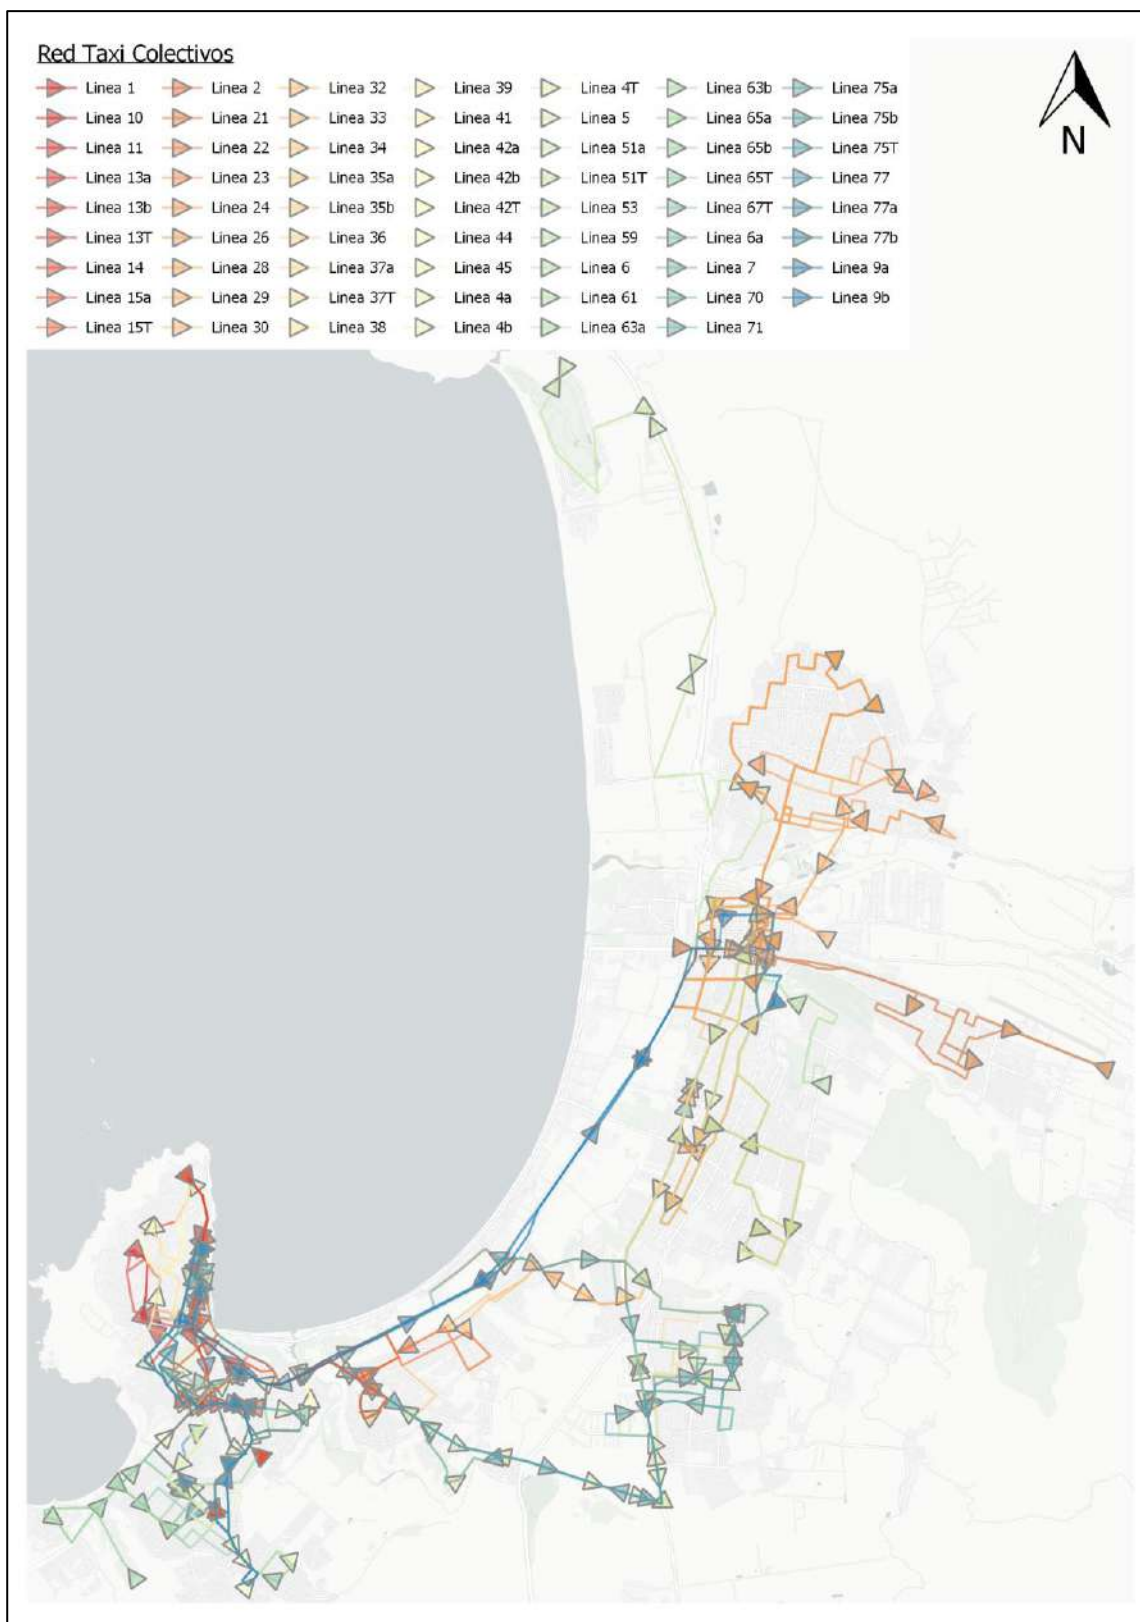 Red Taxi Colectivos
Linea 1 Linea 2 Linea 32 Linea 39 Linea 4T Linea 63b Linea 75a
Linea 10 Linea 21 Linea 33 Linea 41 Linea 5 Linea 65a Linea 75b
Linea 11 Linea 22 Linea 34 Linea 42a Linea 51a Linea 65b Linea 75T
Linea 13a Linea 23 Linea 35a Linea 42b Linea 51T Linea 65T Linea 77
Linea 13b Linea 24 Linea 35b Linea 42T Linea 53 Linea 67T Linea 77a
Linea 13T Linea 26 Linea 36 Linea 44 Linea 59 Linea 6a Linea 77b
Linea 14 Linea 28 Linea 37a Linea 45 Linea 6 Linea 7 Linea 9a
Linea 15a Linea 29 Linea 37T Linea 4a Linea 61 Linea 70 Linea 9b
Linea 15T Linea 30 Linea 38 Linea 4b Linea 63a Linea 71
N